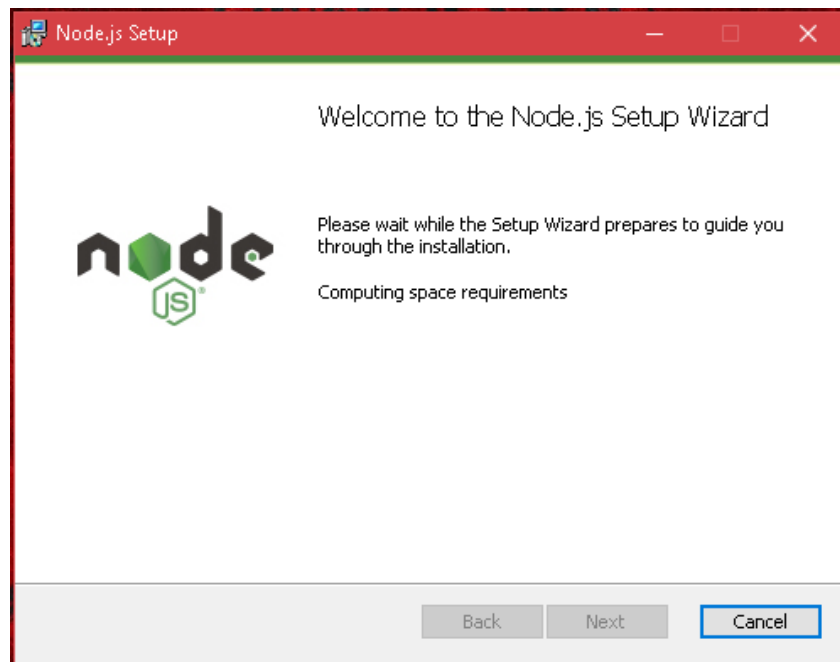 Node.js Setup
Welcome to the Node.js Setup Wizard
node
JS®
Please wait while the Setup Wizard prepares to guide you
through the installation.
Computing space requirements
Back
Next
Cancel